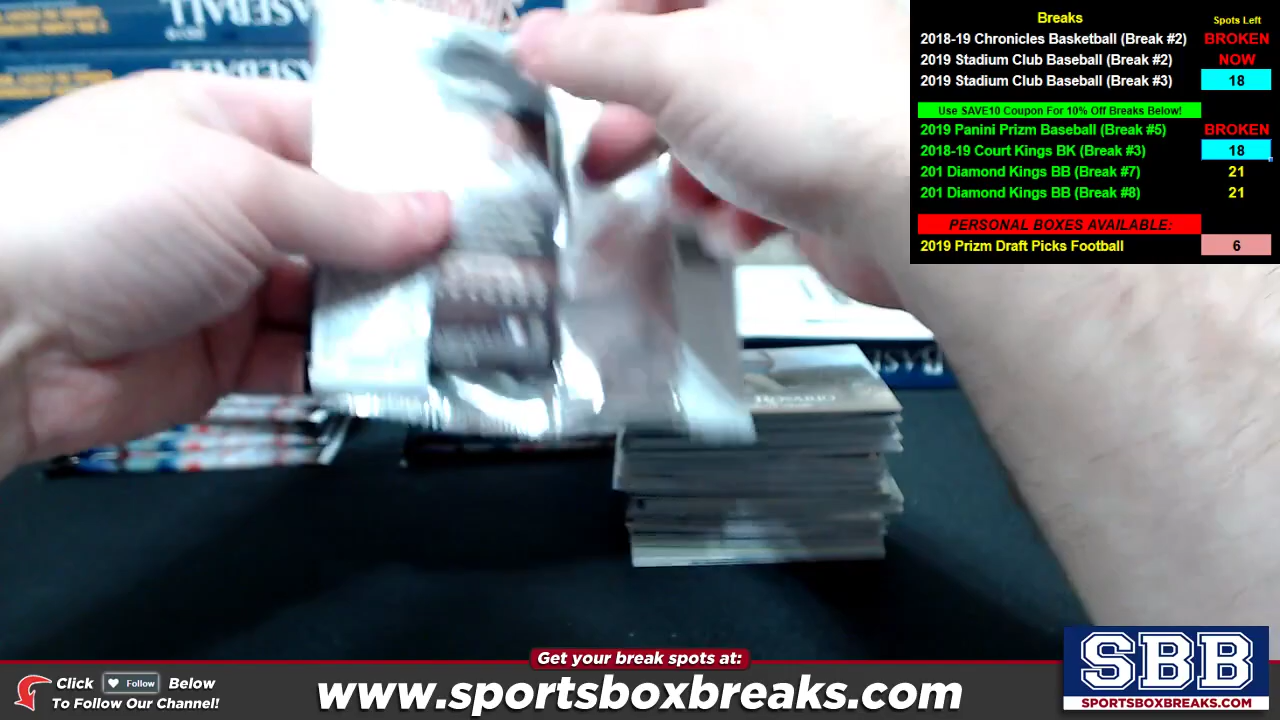 BASEBALL
Breaks
Spots Left
2018-19 Chronicles Basketball (Break #2)
BROKEN
2019 Stadium Club Baseball (Break #2)
NOW
2019 Stadium Club Baseball (Break #3)
18
Use SAVE10 Coupon For 10% Off Breaks Below!
2019 Panini Prizm Baseball (Break #5)
BROKEN
2018-19 Court Kings BK (Break #3)
18
201 Diamond Kings BB (Break #7)
21
201 Diamond Kings BB (Break #8)
21
PERSONAL BOXES AVAILABLE:
2019 Prizm Draft Picks Football
6
ROSARIO
Get your break spots at:
Click Follow Below
To Follow Our Channel!
www.sportsboxbreaks.com
SBB
SPORTSBOXBREAKS.COM